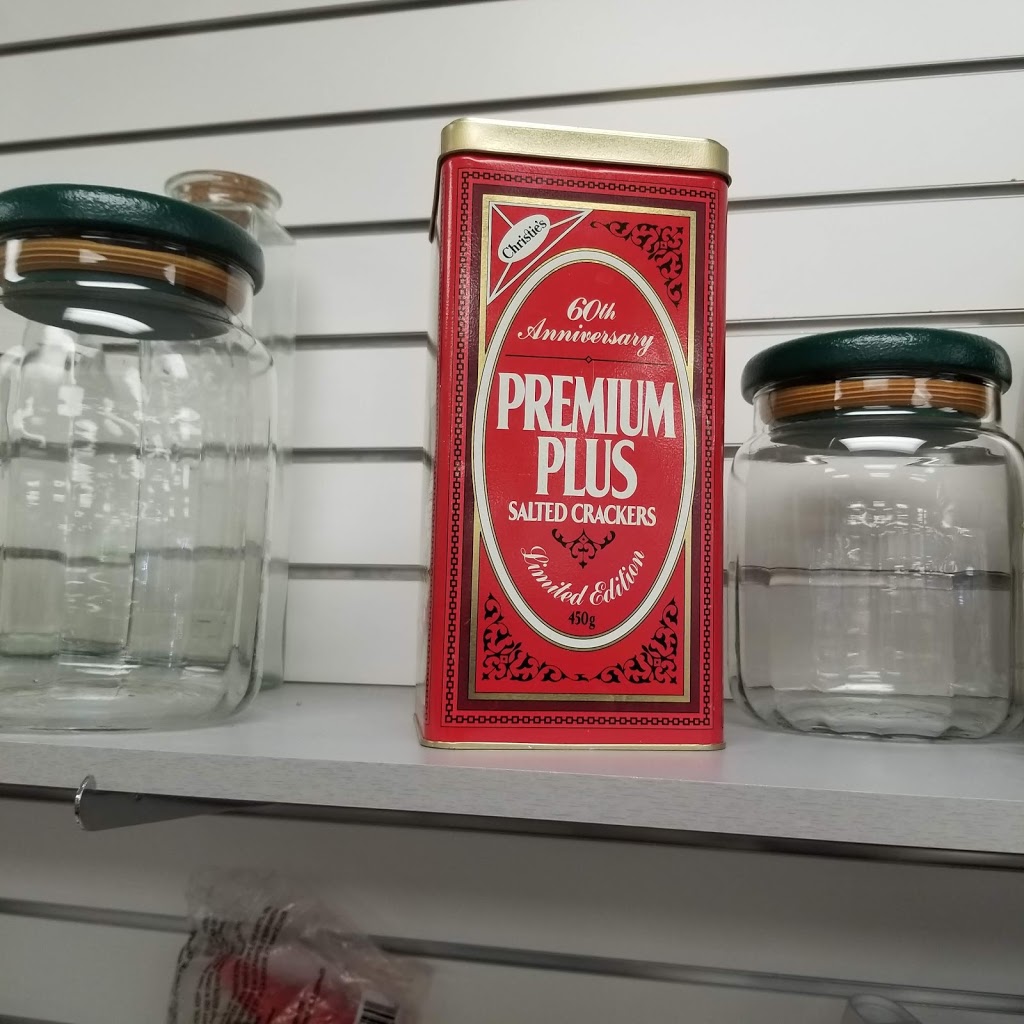 Christie's
60th
Anniversary
PREMIUM
PLUS
SALTED CRACKERS
Limited Edition
450g